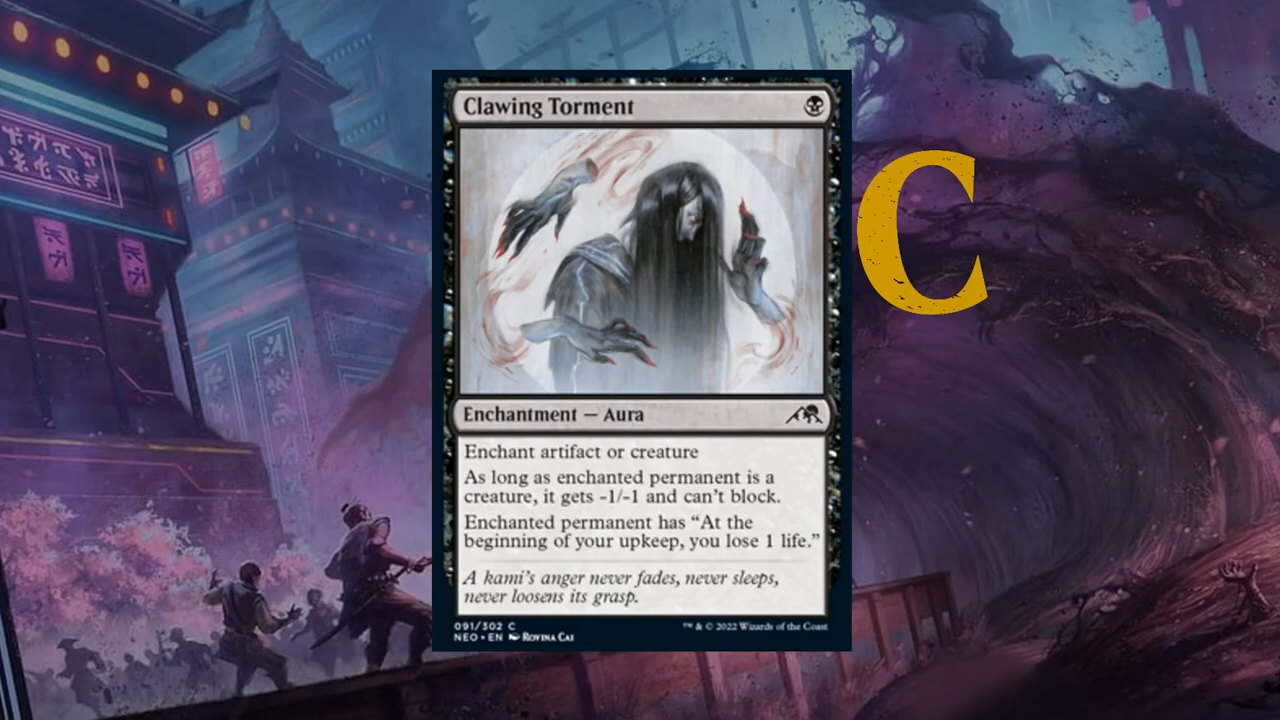 Clawing Torment
C
Enchantment — Aura
Enchant artifact or creature
As long as enchanted permanent is a
creature, it gets -1/-1 and can't block.
Enchanted permanent has “At the
beginning of your upkeep, you lose 1 life.”
A kami's anger never fades, never sleeps,
never loosens its grasp.
091/302 C
NEO • EN Rovina Cai
™ & © 2022 Wizards of the Coast